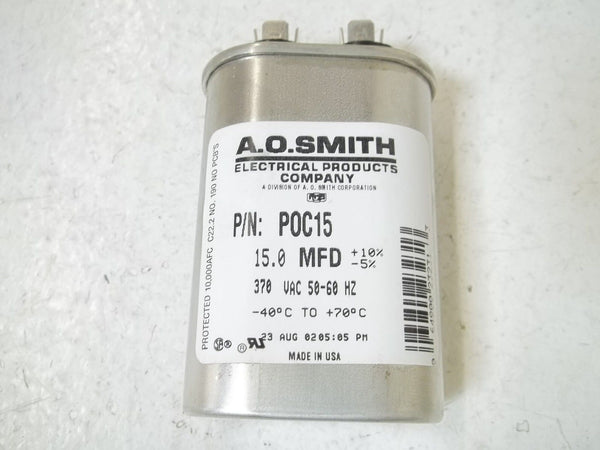 A.O.SMITH
ELECTRICAL PRODUCTS
COMPANY
A DIVISION OF A. O. SMITH CORPORATION
P/N: POC15
15.0 MFD +10%
-5%
370 VAC 50-60 HZ
-40°C TO +70°C
23 AUG 0205:05 PM
MADE IN USA
PROTECTED 10,000AFC C22.2 NO. 190 NO PCB'S